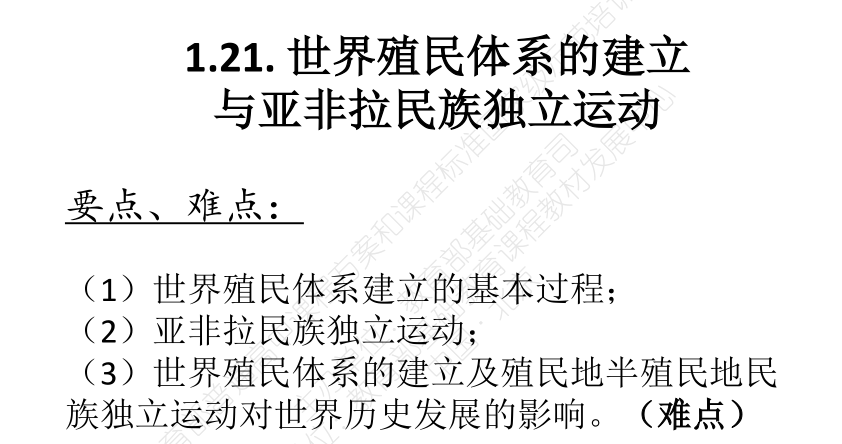 1.21. 世界殖民体系的建立
与亚非拉民族独立运动
要点、难点：
（1）世界殖民体系建立的基本过程；
（2）亚非拉民族独立运动；
（3）世界殖民体系的建立及殖民地半殖民地民
族独立运动对世界历史发展的影响。（难点）